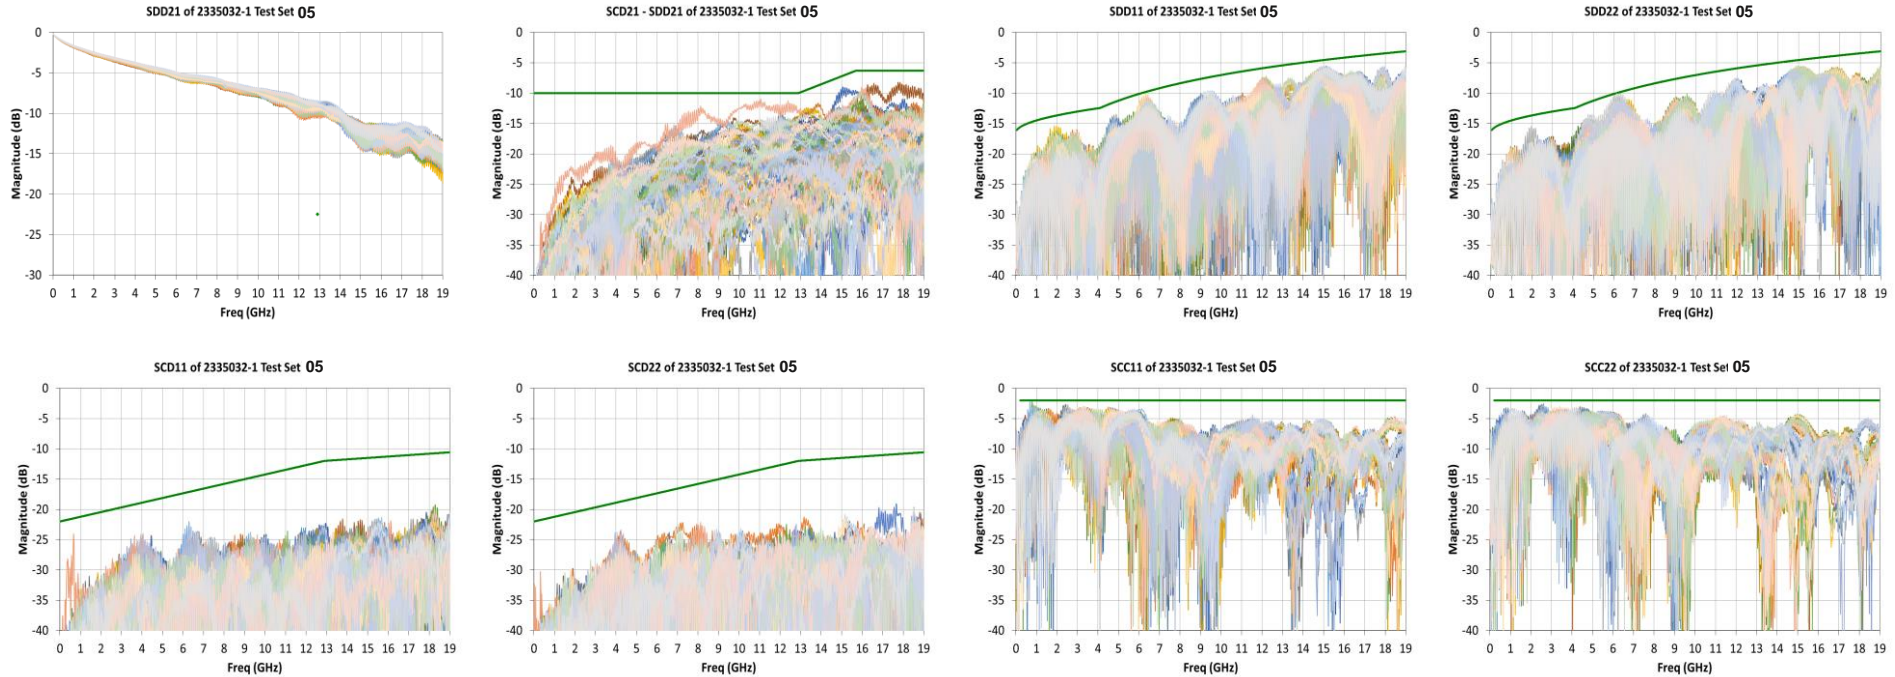 SDD21 of 2335032-1 Test Set 05
SCD21 - SDD21 of 2335032-1 Test Set 05
SDD11 of 2335032-1 Test Set 05
SDD22 of 2335032-1 Test Set 05
Magnitude (dB)
0
-5
-10
-15
-20
-25
-30
0 1 2 3 4 5 6 7 8 9 10 11 12 13 14 15 16 17 18 19
Freq (GHz)
Magnitude (dB)
0
-5
-10
-15
-20
-25
-30
-35
-40
0 1 2 3 4 5 6 7 8 9 10 11 12 13 14 15 16 17 18 19
Freq (GHz)
Magnitude (dB)
0
-5
-10
-15
-20
-25
-30
-35
-40
0 1 2 3 4 5 6 7 8 9 10 11 12 13 14 15 16 17 18 19
Freq (GHz)
Magnitude (dB)
0
-5
-10
-15
-20
-25
-30
-35
-40
0 1 2 3 4 5 6 7 8 9 10 11 12 13 14 15 16 17 18 19
Freq (GHz)
SCD11 of 2335032-1 Test Set 05
SCD22 of 2335032-1 Test Set 05
SCC11 of 2335032-1 Test Set 05
SCC22 of 2335032-1 Test Set 05
Magnitude (dB)
0
-5
-10
-15
-20
-25
-30
-35
-40
0 1 2 3 4 5 6 7 8 9 10 11 12 13 14 15 16 17 18 19
Freq (GHz)
Magnitude (dB)
0
-5
-10
-15
-20
-25
-30
-35
-40
0 1 2 3 4 5 6 7 8 9 10 11 12 13 14 15 16 17 18 19
Freq (GHz)
Magnitude (dB)
0
-5
-10
-15
-20
-25
-30
-35
-40
0 1 2 3 4 5 6 7 8 9 10 11 12 13 14 15 16 17 18 19
Freq (GHz)
Magnitude (dB)
0
-5
-10
-15
-20
-25
-30
-35
-40
0 1 2 3 4 5 6 7 8 9 10 11 12 13 14 15 16 17 18 19
Freq (GHz)